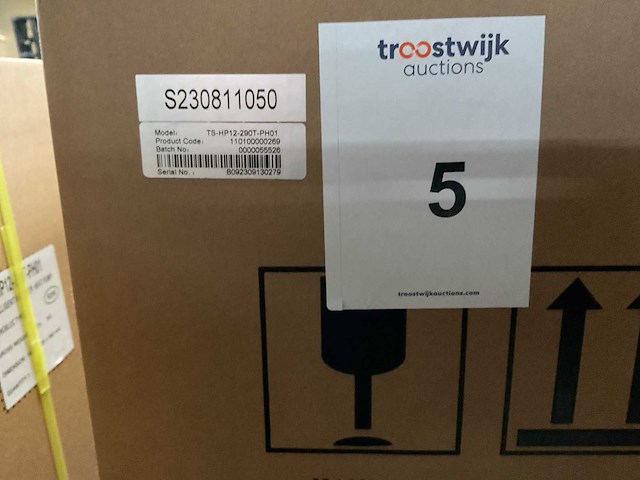 troostwijk
auctions
5
troostwijkauctions.com
S230811050
Model: TS-HP12-290T-PH01
Product Code: 110100000269
Batch No: 0000055526
Serial No.: B092309130279